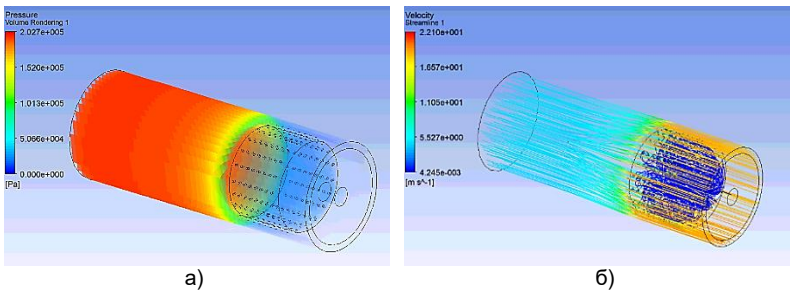 Pressure
Volume Rendering 1
2.027e+005
1.520e+005
1.013e+005
5.066e+004
0.000e+000
[Pa]
а)
Velocity
Streamline 1
2.210e+001
1.657e+001
1.105e+001
5.527e+000
4.245e-003
[m s^-1]
б)